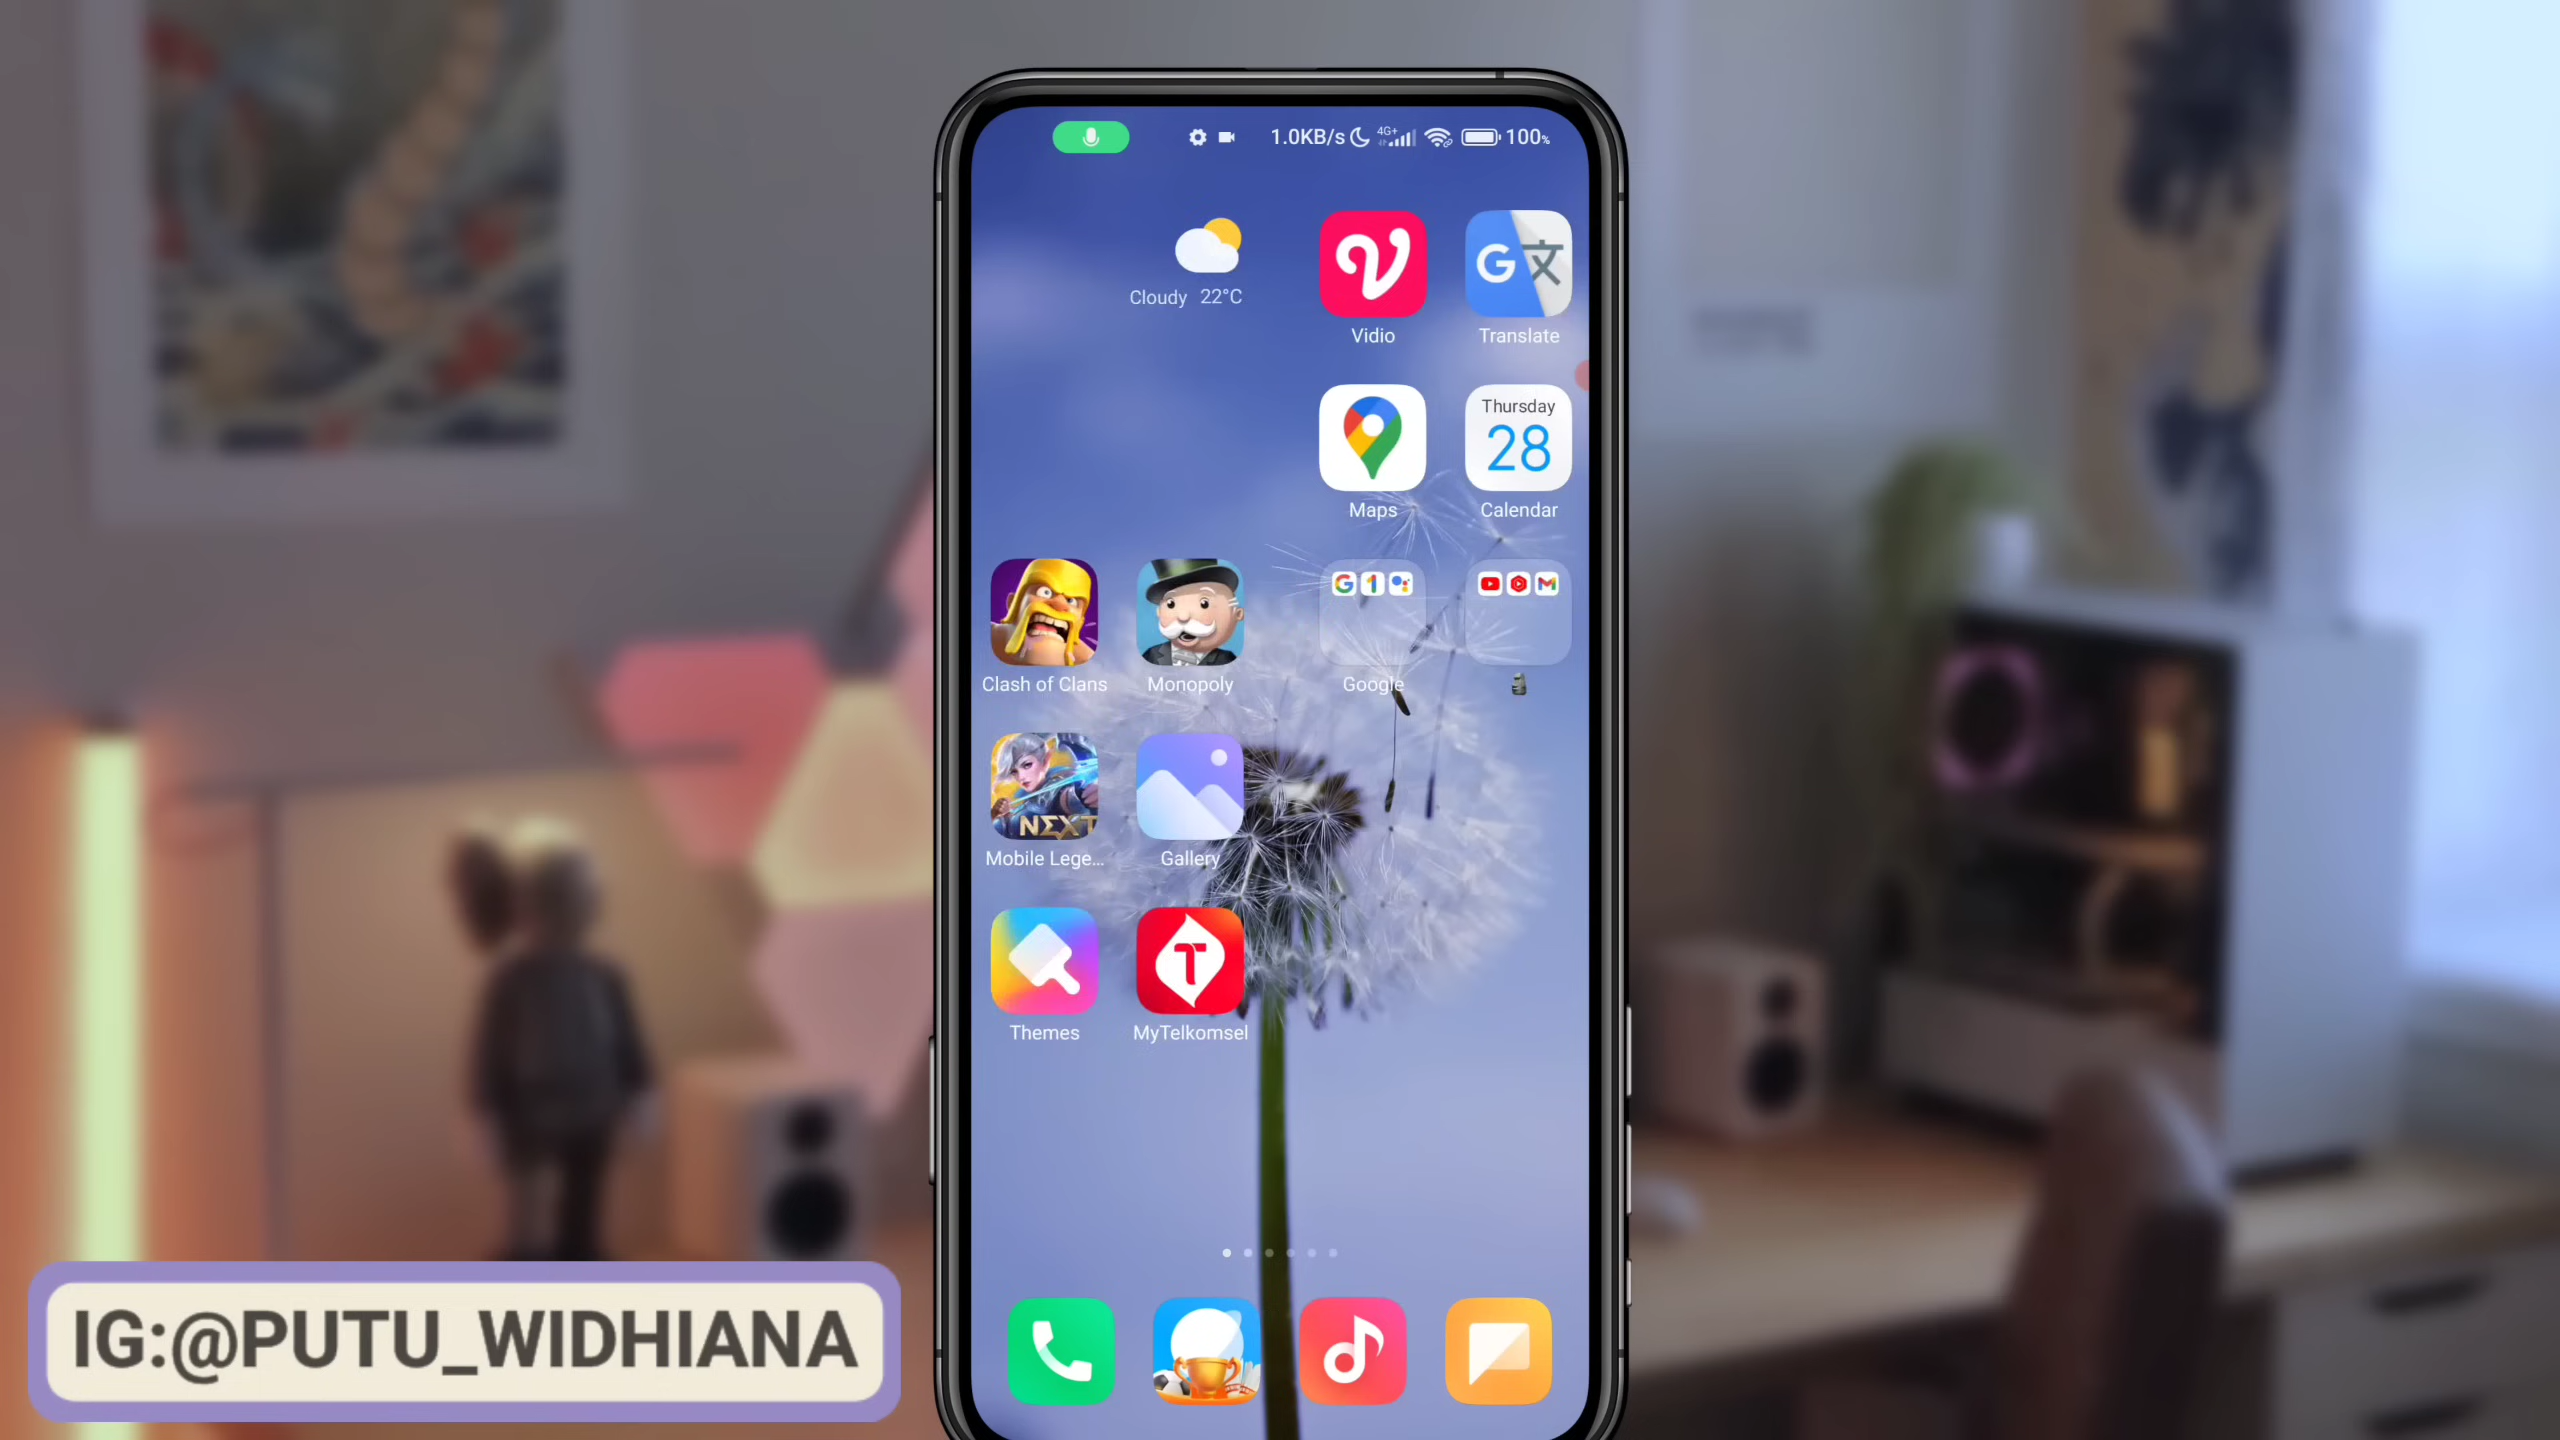 1.0KB/s 4G+ 100%
Cloudy 22°C
Vidio
Translate
Thursday
28
Maps
Calendar
Clash of Clans
Monopoly
Google
NEXT
Mobile Lege...
Gallery
Themes
MyTelkomsel
IG:@PUTU_WIDHIANA